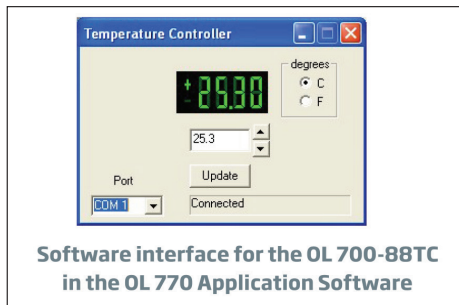 Temperature Controller
degrees
+25.30
C
F
25.3
Update
Port
COM 1
Connected
Software interface for the OL 700-88TC
in the OL 770 Application Software